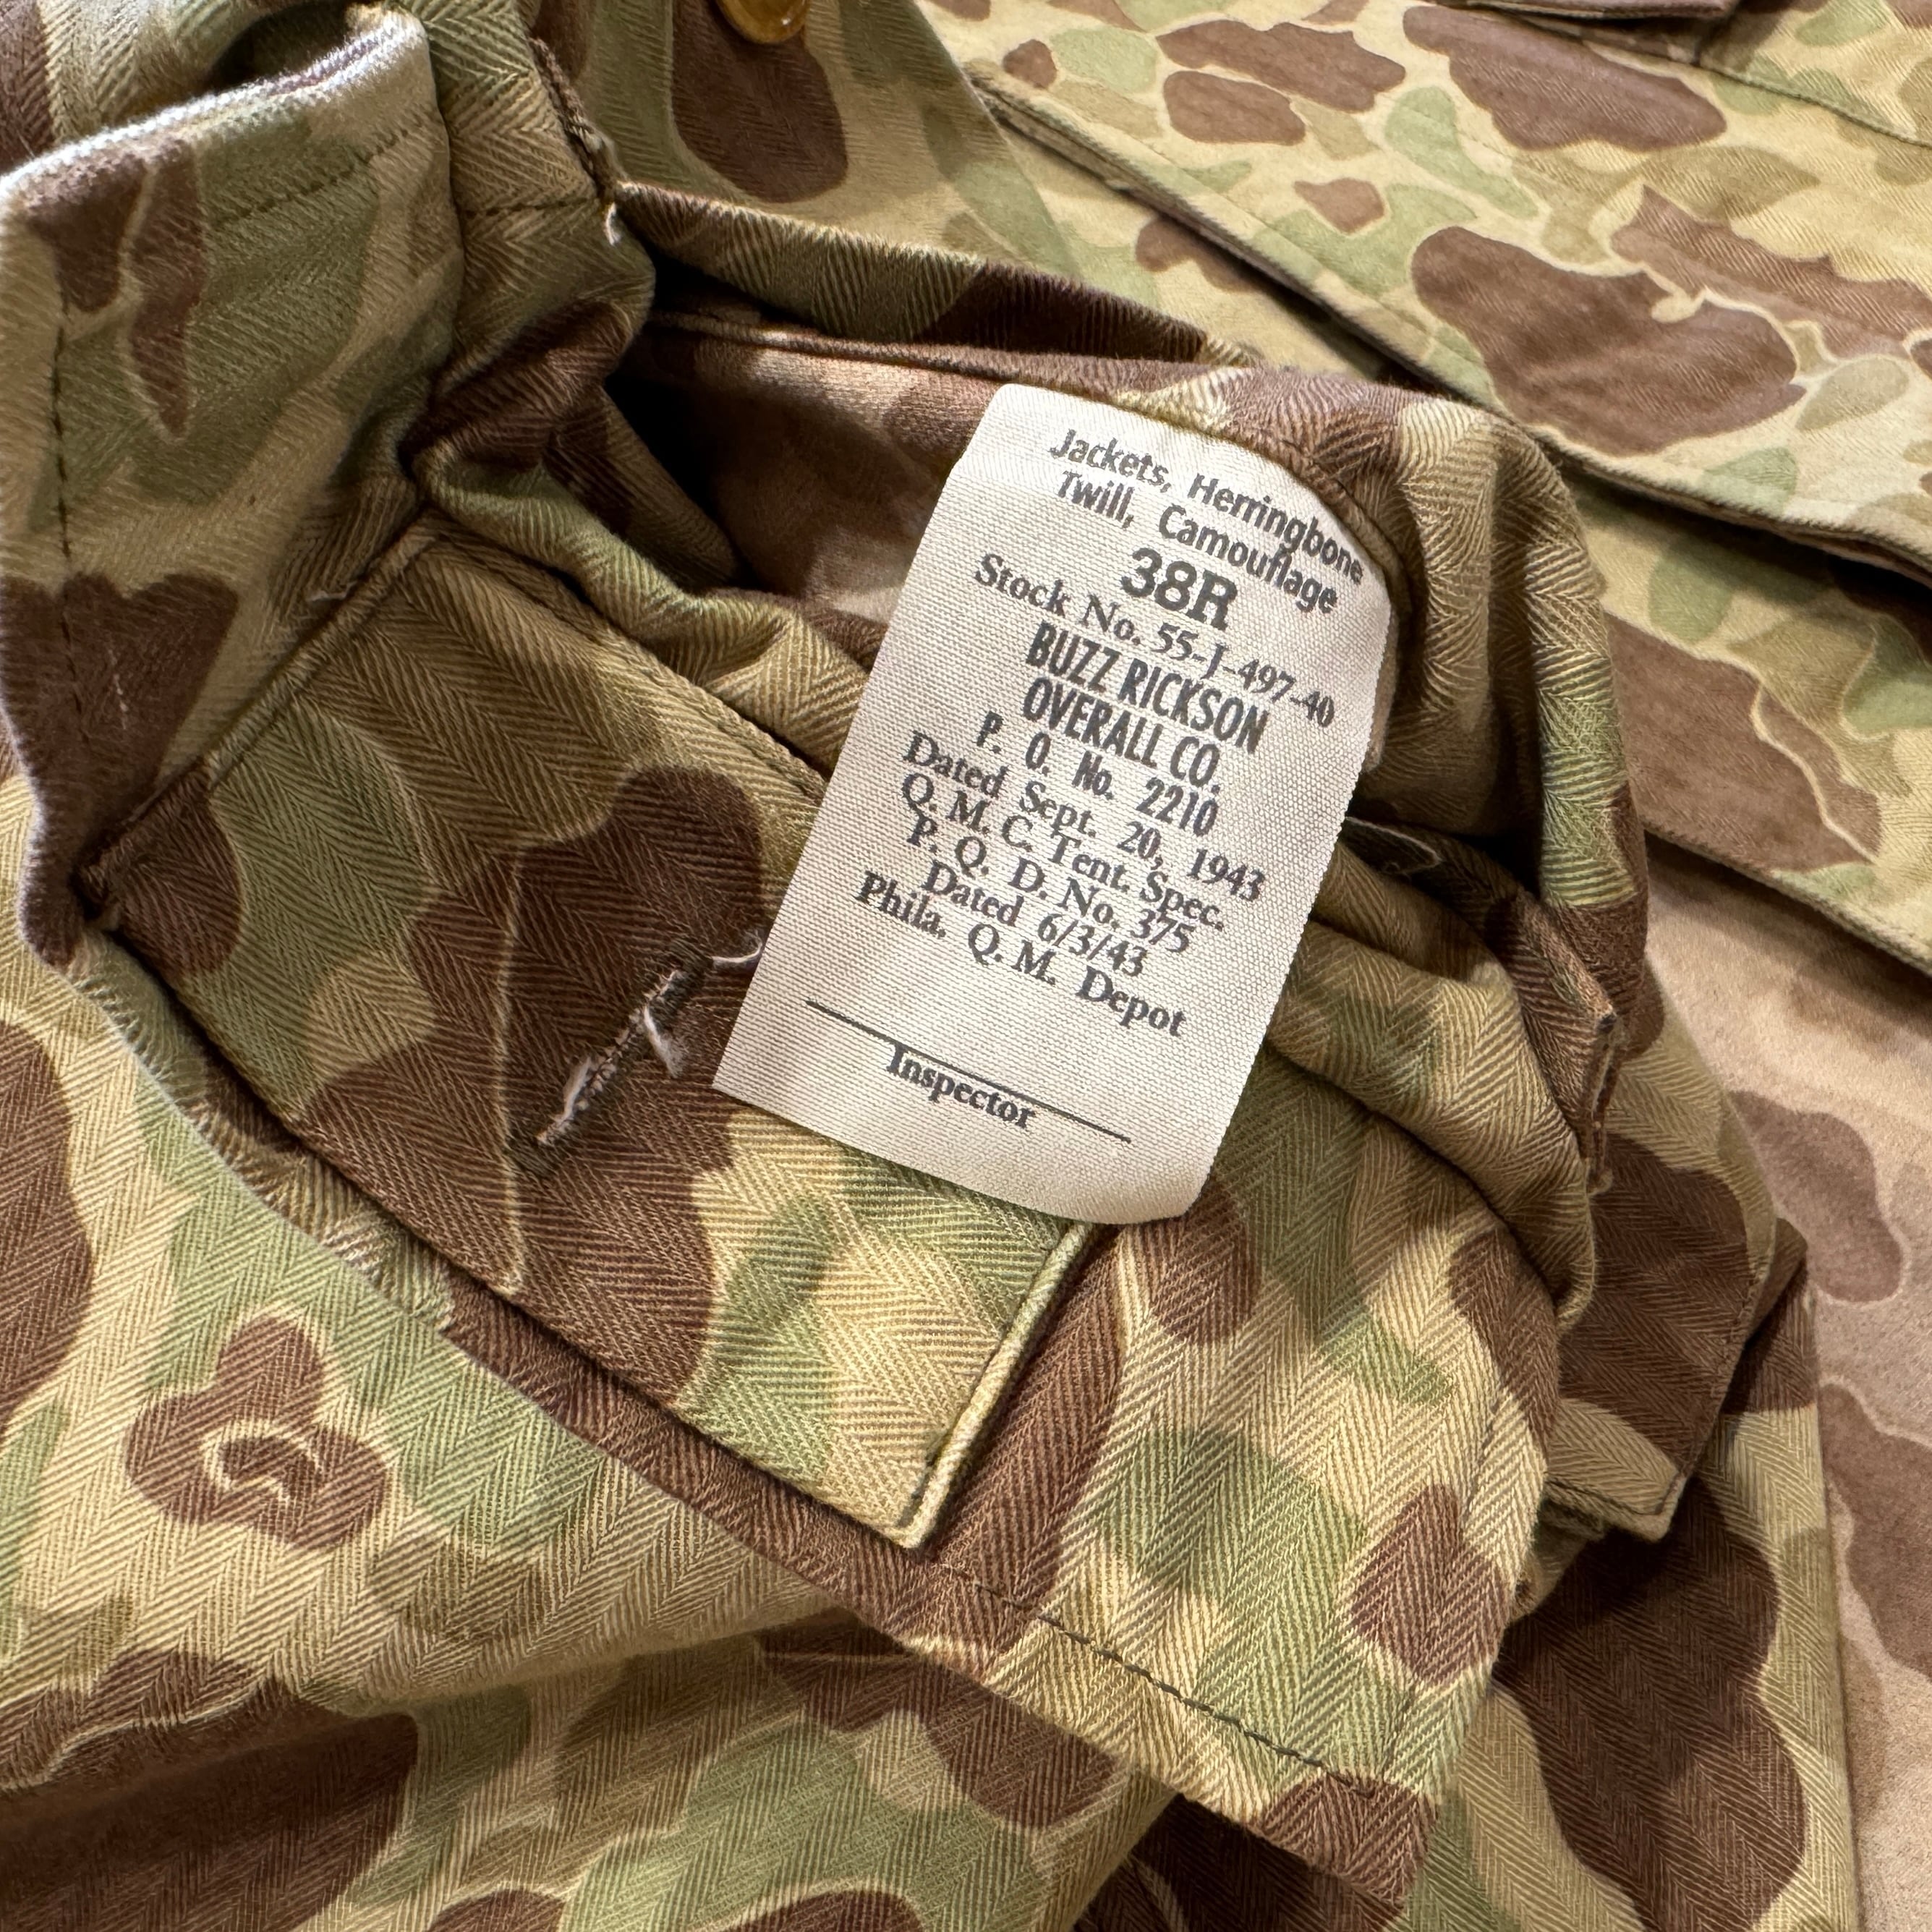 Jackets, Herringbone
Twill, Camouflage
38R
Stock No. 55-J-497-40
BUZZ RICKSON
OVERALL CO.
P. O. No. 2210
Dated Sept. 20, 1943
Q. M. C. Tent. Spec.
P. Q. D. No. 375
Dated 6/3/43
Phila. Q. M. Depot
Inspector